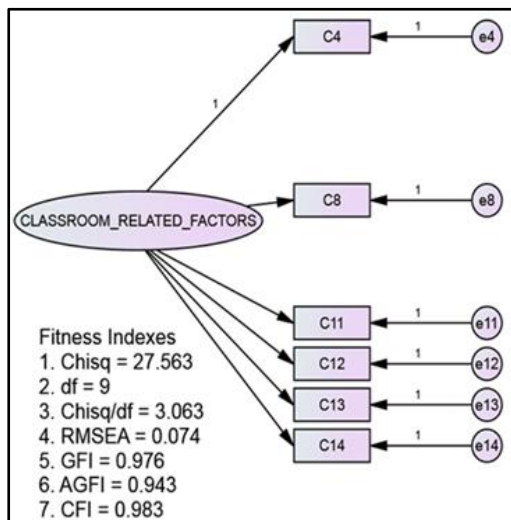 C4
1
e4
1
C8
1
e8
CLASSROOM_RELATED_FACTORS
C11
1
e11
C12
1
e12
C13
1
e13
C14
1
e14
Fitness Indexes
1. Chisq = 27.563
2. df = 9
3. Chisq/df = 3.063
4. RMSEA = 0.074
5. GFI = 0.976
6. AGFI = 0.943
7. CFI = 0.983